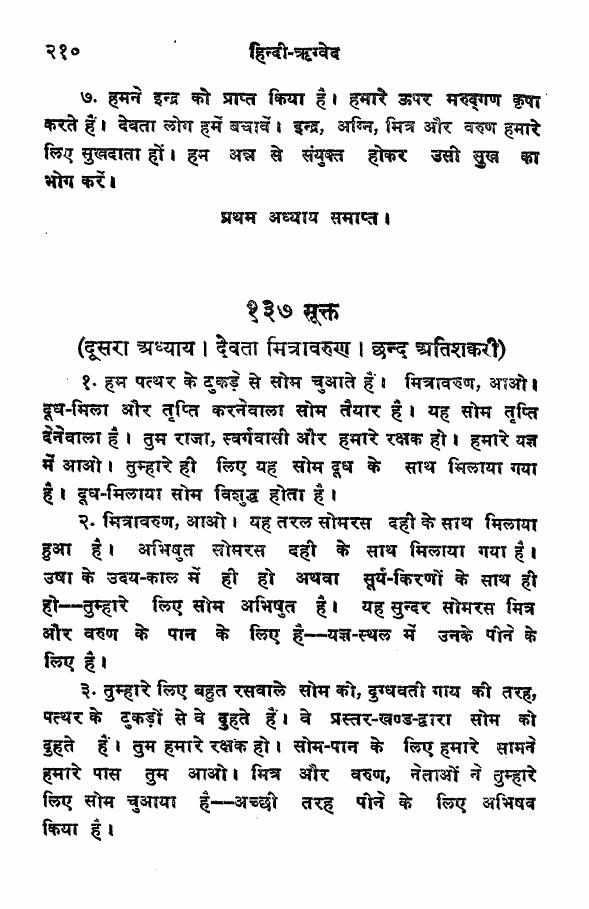 २१०
हिन्दी-ऋग्वेद
७. हमने इन्द्र को प्राप्त किया है। हमारे ऊपर मरुद्गण कृपा
करते हैं। देवता लोग हमें बचावें। इन्द्र, अग्नि, मित्र और वरुण हमारे
लिए सुखदाता हों। हम अन्न से संयुक्त होकर उसी सुख का
भोग करें।
प्रथम अध्याय समाप्त।
१३७ सूक्त
(दूसरा अध्याय। देवता मित्रावरुण। छन्द अतिशक्वरी)
१. हम पत्थर के टुकड़े से सोम चुआते हैं। मित्रावरुण, आओ।
दूध-मिला और तृप्ति करनेवाला सोम तैयार है। यह सोम तृप्ति
देनेवाला है। तुम राजा, स्वर्गवासी और हमारे रक्षक हो। हमारे यज्ञ
में आओ। तुम्हारे ही लिए यह सोम दूध के साथ मिलाया गया
है। दूध-मिलाया सोम विशुद्ध होता है।
२. मित्रावरुण, आओ। यह तरल सोमरस दही के साथ मिलाया
हुआ है। अभिषुत सोमरस दही के साथ मिलाया गया है।
उषा के उदय-काल में ही हो अथवा सूर्य-किरणों के साथ ही
हो--तुम्हारे लिए सोम अभिषुत है। यह सुन्दर सोमरस मित्र
और वरुण के पान के लिए है--यज्ञ-स्थल में उनके पीने के
लिए है।
३. तुम्हारे लिए बहुत रसवाले सोम को, दुग्धवती गाय की तरह,
पत्थर के टुकड़ों से वे दुहते हैं। वे प्रस्तर-खण्ड-द्वारा सोम को
दुहते हैं। तुम हमारे रक्षक हो। सोम-पान के लिए हमारे सामने
हमारे पास तुम आओ। मित्र और वरुण, नेताओं ने तुम्हारे
लिए सोम चुआया है--अच्छी तरह पीने के लिए अभिषव
किया है।